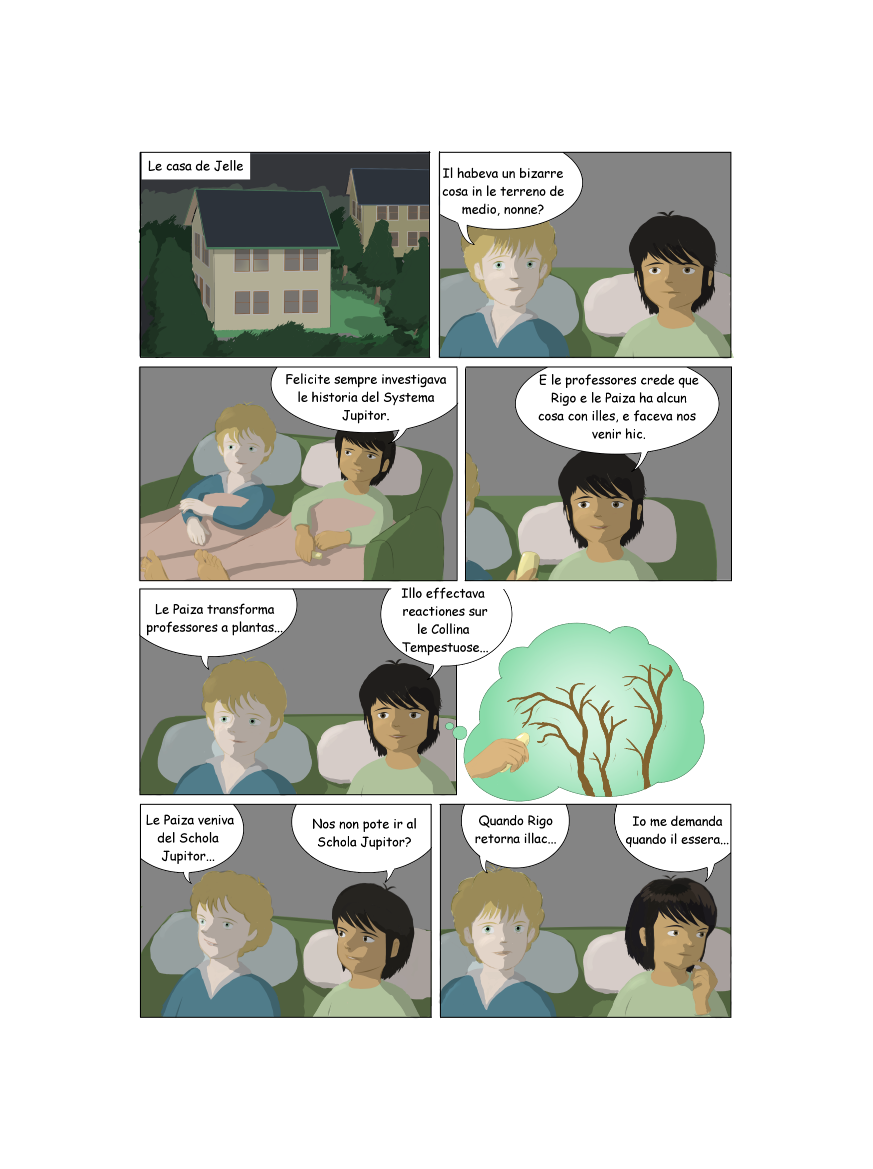 Le casa de Jelle
Il habeva un bizarre
cosa in le terreno de
medio, nonne?
Felicite sempre investigava
le historia del Systema
Jupitor.
E le professores crede que
Rigo e le Paiza ha alcun
cosa con illes, e faceva nos
venir hic.
Le Paiza transforma
professores a plantas...
Illo effectava
reactiones sur
le Collina
Tempestuose...
Le Paiza veniva
del Schola
Jupitor...
Nos non pote ir al
Schola Jupitor?
Quando Rigo
retorna illac...
Io me demanda
quando il essera...